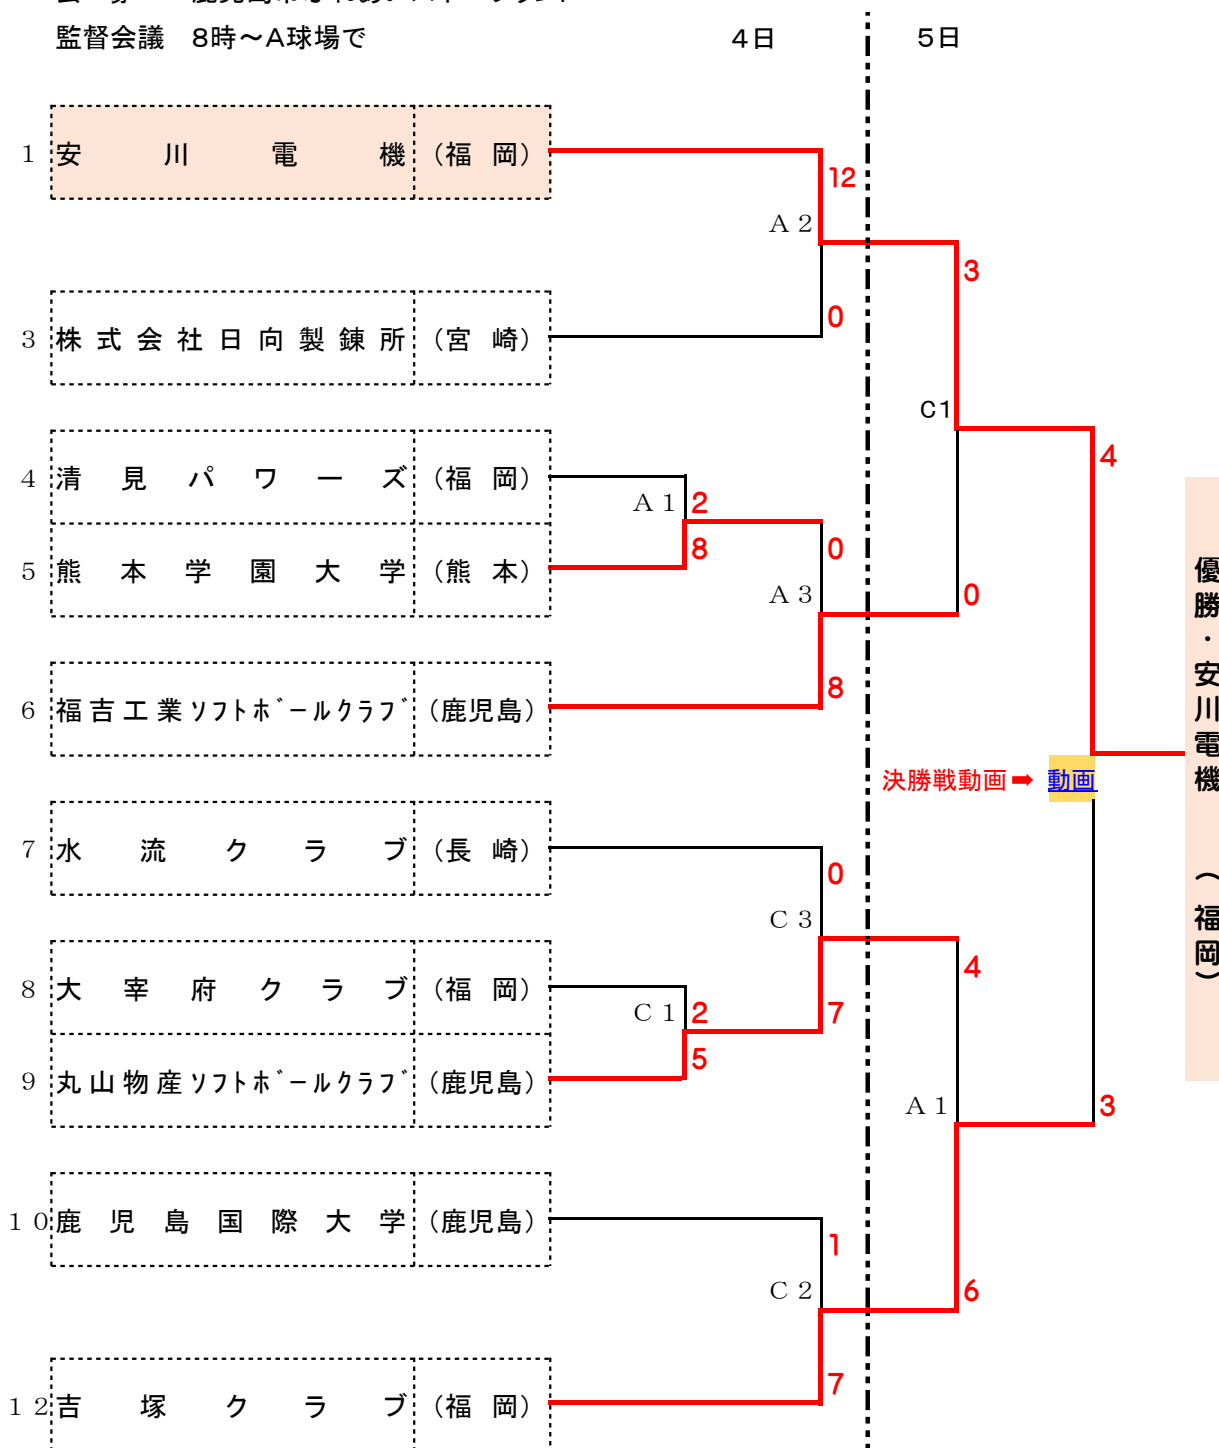 監督会議　8時～A球場で
4日
5日
1 安川電機 （福岡）
12
A2
3
0
3 株式会社日向製錬所 （宮崎）
C1
4
4 清見パワーズ （福岡）
A1 2
8
0
5 熊本学園大学 （熊本）
A3
0
8
6 福吉工業ソフトボールクラブ （鹿児島）
決勝戦動画➡ 動画
優勝・安川電機　（福岡）
7 水流クラブ （長崎）
0
C3
4
8 大宰府クラブ （福岡）
C1 2
7
5
9 丸山物産ソフトボールクラブ （鹿児島）
A1
3
10 鹿児島国際大学 （鹿児島）
1
C2
6
7
12 吉塚クラブ （福岡）